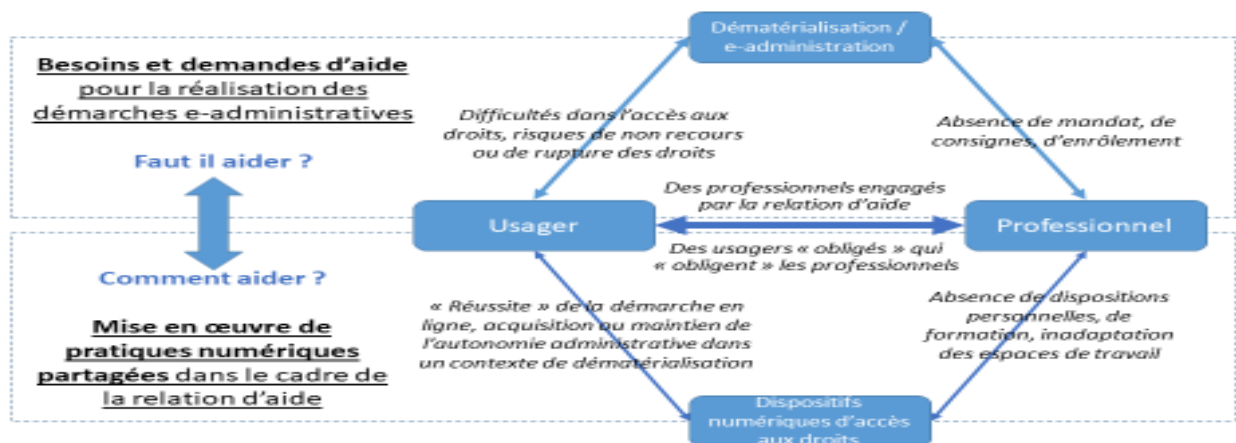 Dématérialisation /
e-administration
Besoins et demandes d'aide
pour la réalisation des
démarches e-administratives
Faut il aider ?
Difficultés dans l'accès aux
droits, risques de non recours
ou de rupture des droits
Absence de mandat, de
consignes, d'enrôlement
Des professionnels engagés
par la relation d'aide
Usager
Professionnel
Des usagers « obligés » qui
« obligent » les professionnels
Comment aider ?
Mise en œuvre de
pratiques numériques
partagées dans le cadre de
la relation d'aide
« Réussite » de la démarche en
ligne, acquisition ou maintien de
l'autonomie administrative dans
un contexte de dématérialisation
Absence de dispositions
personnelles, de
formation, inadaptation
des espaces de travail
Dispositifs
numériques d'accès
aux droits